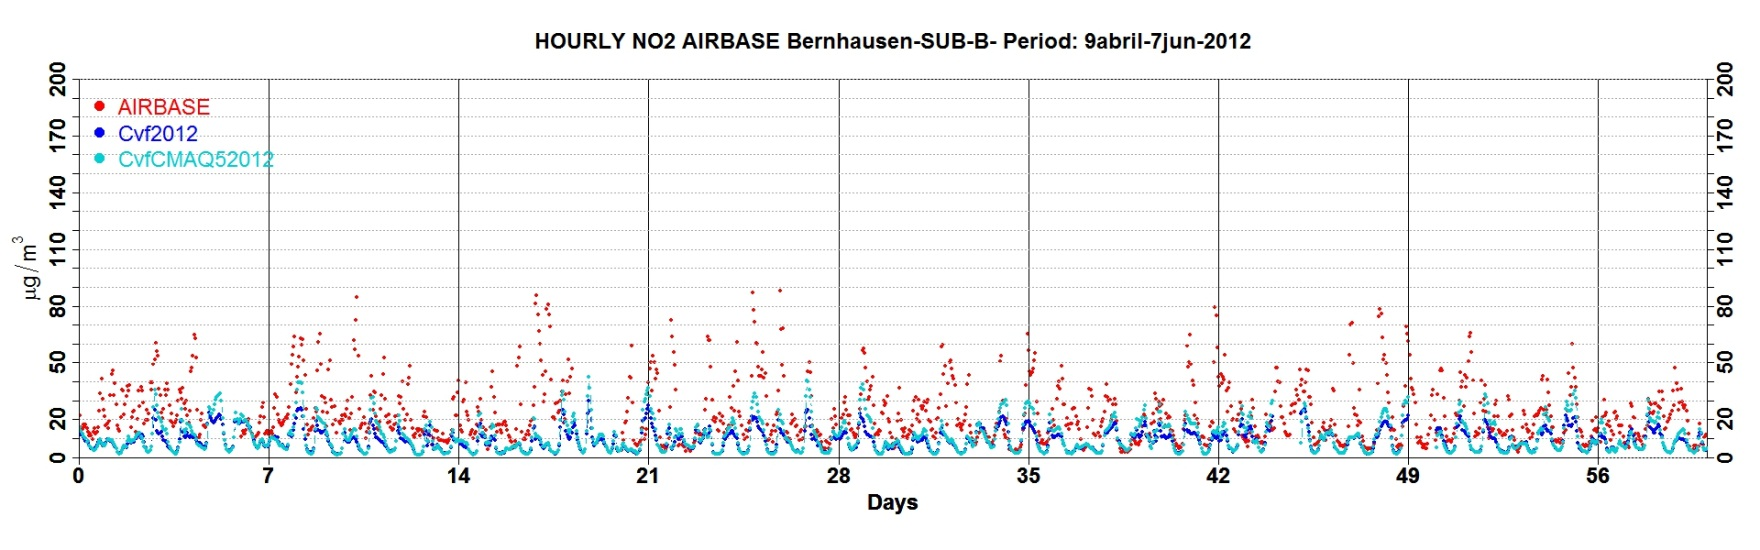 HOURLY NO2 AIRBASE Bernhausen-SUB-B- Period: 9abril-7jun-2012
AIRBASE
Cvf2012
CvfCMAQ52012
μg/m³
200
170
140
110
80
50
20
0
200
170
140
110
80
50
20
0
0 7 14 21 28 35 42 49 56
Days